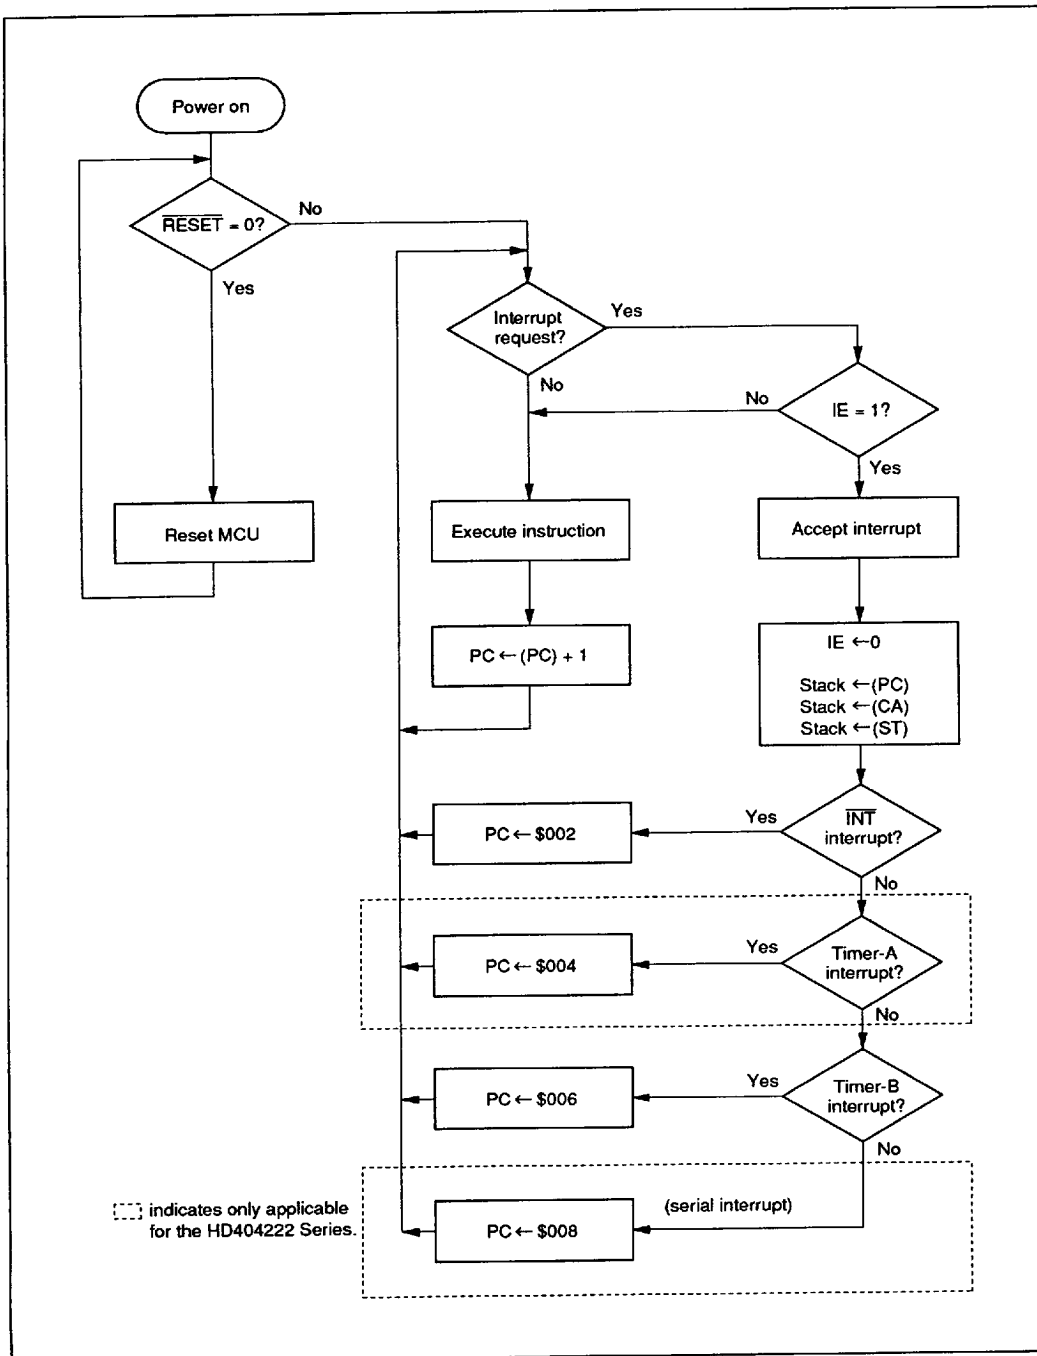 Power on
RESET = 0?
No
Yes
Interrupt
request?
Yes
No
No
IE = 1?
Yes
Reset MCU
Execute instruction
Accept interrupt
PC ← (PC) + 1
IE ←0
Stack ←(PC)
Stack ←(CA)
Stack ←(ST)
PC ← $002
Yes
INT
interrupt?
No
PC ← $004
Yes
Timer-A
interrupt?
No
PC ← $006
Yes
Timer-B
interrupt?
No
indicates only applicable
for the HD404222 Series.
PC ← $008
(serial interrupt)